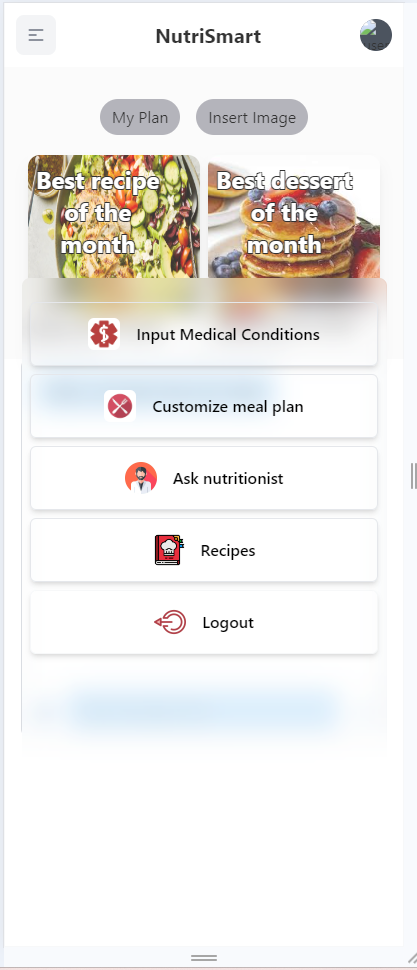 NutriSmart
My Plan
Insert Image
Best recipe
of the
month
Best dessert
of the
month
Input Medical Conditions
Customize meal plan
Ask nutritionist
Recipes
Logout